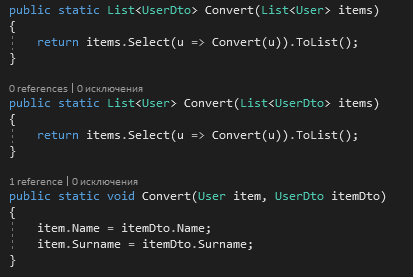 public static List<UserDto> Convert(List<User> items)
{
    return items.Select(u => Convert(u)).ToList();
}
0 references | 0 исключения
public static List<User> Convert(List<UserDto> items)
{
    return items.Select(u => Convert(u)).ToList();
}
1 reference | 0 исключения
public static void Convert(User item, UserDto itemDto)
{
    item.Name = itemDto.Name;
    item.Surname = itemDto.Surname;
}